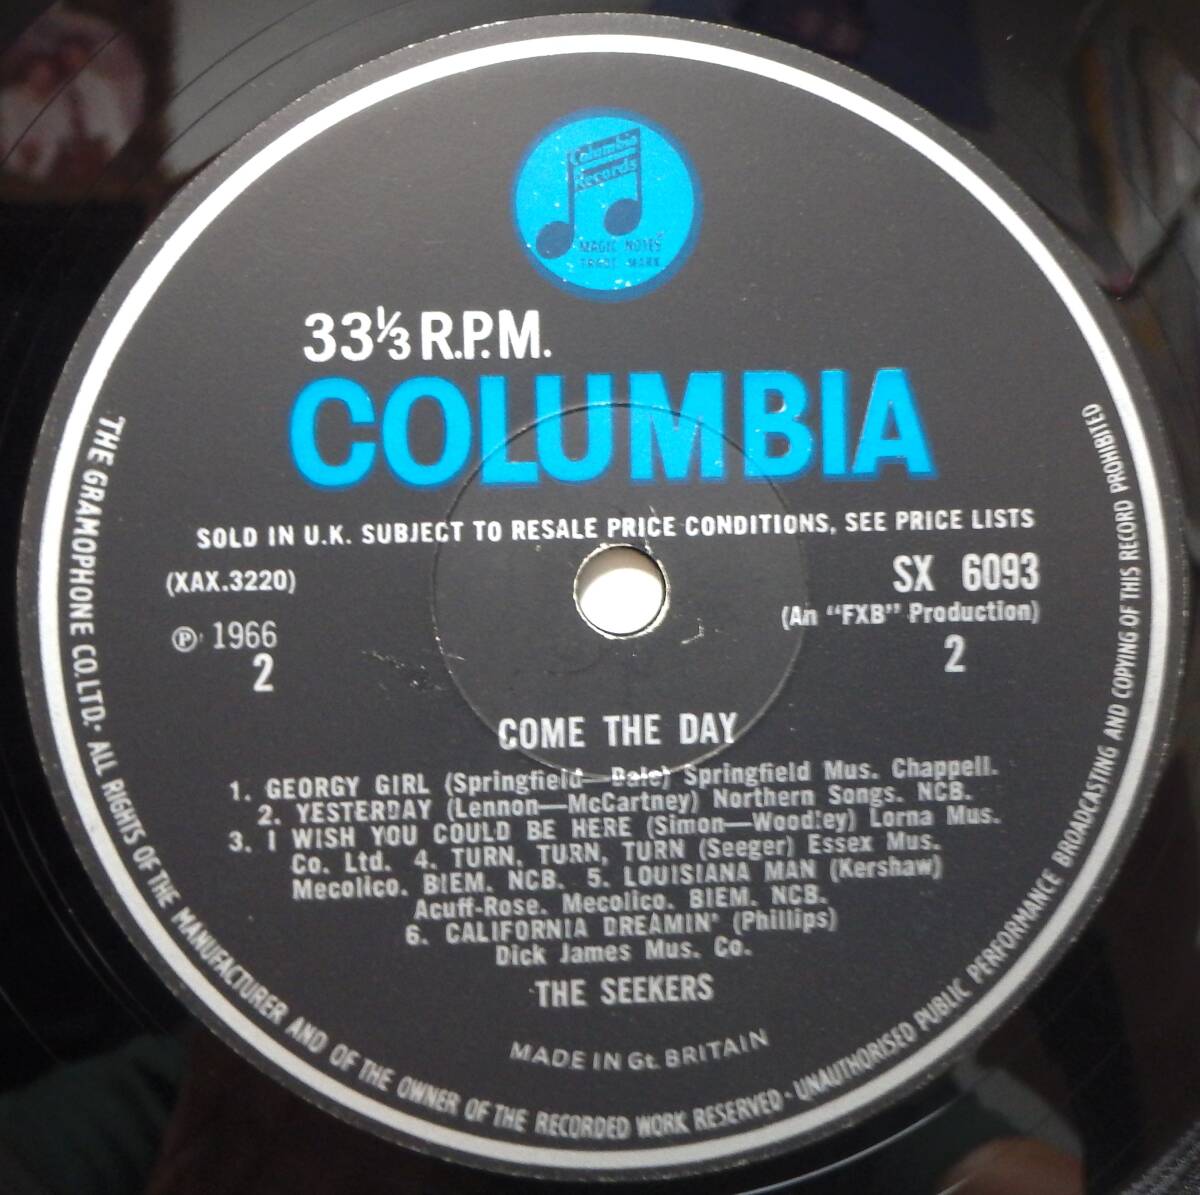 Columbia
Records
MAGIC NOTES
TRADE MARK
33⅓ R.P.M.
COLUMBIA
SOLD IN U.K. SUBJECT TO RESALE PRICE CONDITIONS, SEE PRICE LISTS
(XAX.3220)
SX 6093
(An "FXB" Production)
Ⓟ 1966
2
2
COME THE DAY
1. GEORGY GIRL (Springfield—Dale) Springfield Mus. Chappell.
2. YESTERDAY (Lennon—McCartney) Northern Songs. NCB.
3. I WISH YOU COULD BE HERE (Simon—Woodley) Lorna Mus.
Co. Ltd. 4. TURN, TURN, TURN (Seeger) Essex Mus.
Mecolico. BIEM. NCB. 5. LOUISIANA MAN (Kershaw)
Acuff-Rose. Mecolico. BIEM. NCB.
6. CALIFORNIA DREAMIN' (Phillips)
Dick James Mus. Co.
THE SEEKERS
MADE IN Gt. BRITAIN
THE GRAMOPHONE CO. LTD. · ALL RIGHTS OF THE MANUFACTURER AND OF THE OWNER OF THE RECORDED WORK RESERVED · UNAUTHORISED PUBLIC PERFORMANCE BROADCASTING AND COPYING OF THIS RECORD PROHIBITED